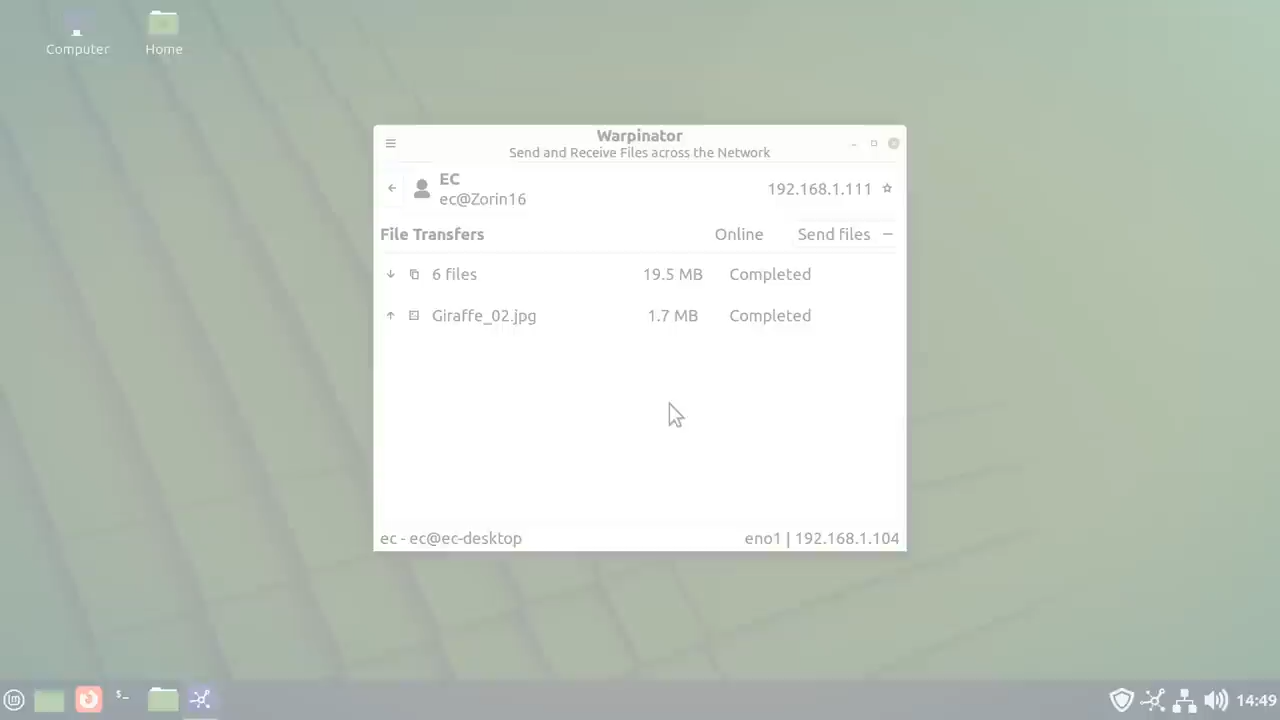 Computer
Home
Warpinator
Send and Receive Files across the Network
EC
ec@Zorin16
192.168.1.111
File Transfers
Online
Send files
6 files
19.5 MB
Completed
Giraffe_02.jpg
1.7 MB
Completed
ec - ec@ec-desktop
eno1 | 192.168.1.104
$_
14:49